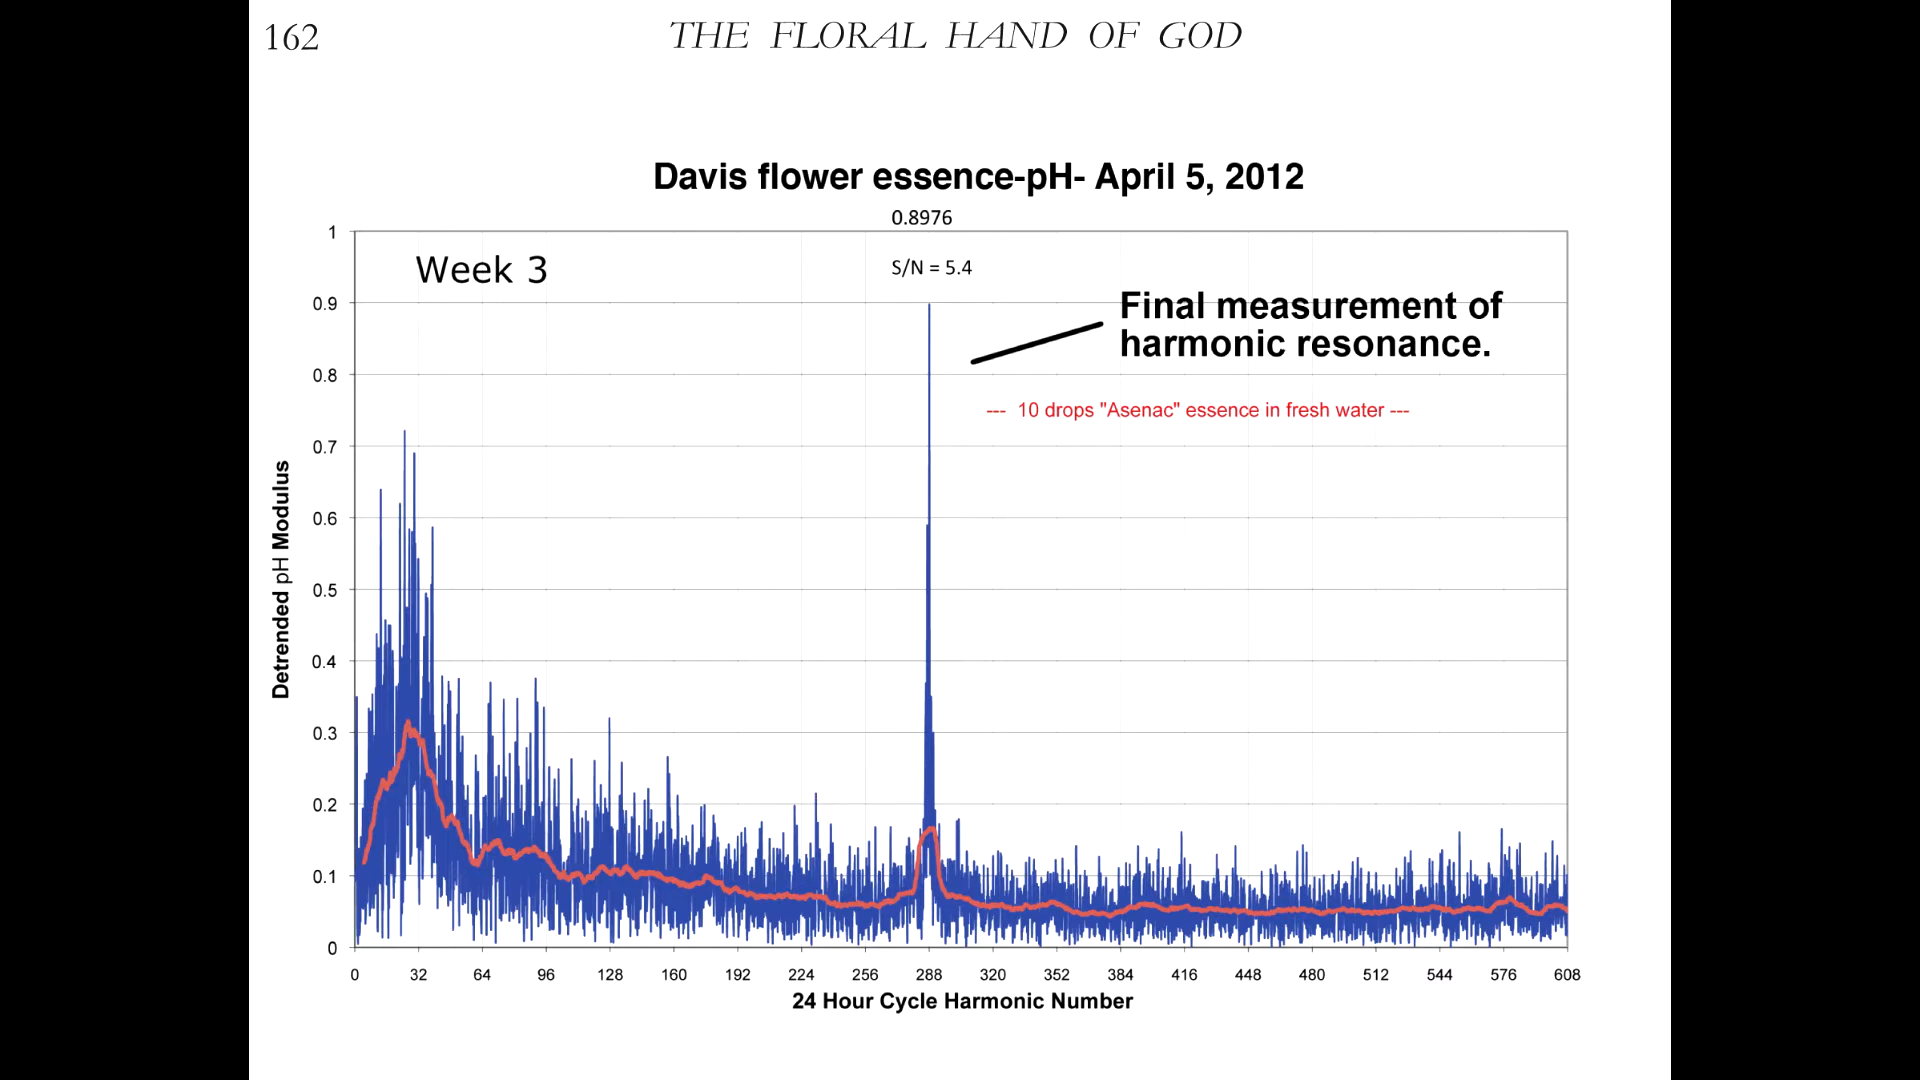 162
THE FLORAL HAND OF GOD
Davis flower essence-pH- April 5, 2012
0.8976
1
Week 3
S/N = 5.4
0.9
Final measurement of
harmonic resonance.
0.8
--- 10 drops "Asenac" essence in fresh water ---
0.7
0.6
0.5
0.4
0.3
0.2
0.1
0
Detrended pH Modulus
0 32 64 96 128 160 192 224 256 288 320 352 384 416 448 480 512 544 576 608
24 Hour Cycle Harmonic Number